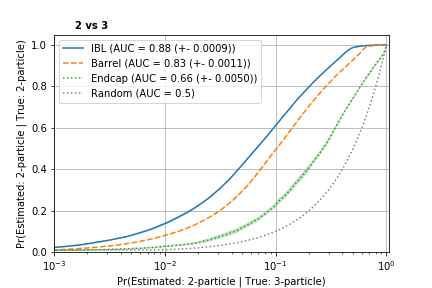 2 vs 3
Pr(Estimated: 2-particle | True: 2-particle)
1.0
0.8
0.6
0.4
0.2
0.0
IBL (AUC = 0.88 (+- 0.0009))
Barrel (AUC = 0.83 (+- 0.0011))
Endcap (AUC = 0.66 (+- 0.0050))
Random (AUC = 0.5)
10⁻³ 10⁻² 10⁻¹ 10⁰
Pr(Estimated: 2-particle | True: 3-particle)